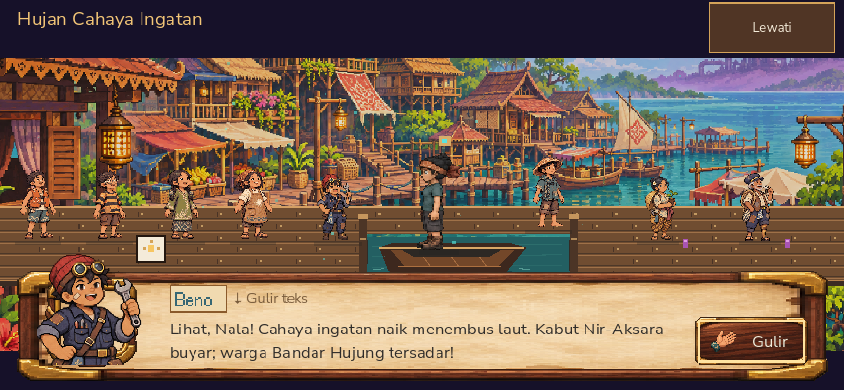 Hujan Cahaya Ingatan
Lewati
Beno
↓ Gulir teks
Lihat, Nala! Cahaya ingatan naik menembus laut. Kabut Nir-Aksara
buyar; warga Bandar Hujung tersadar!
Gulir